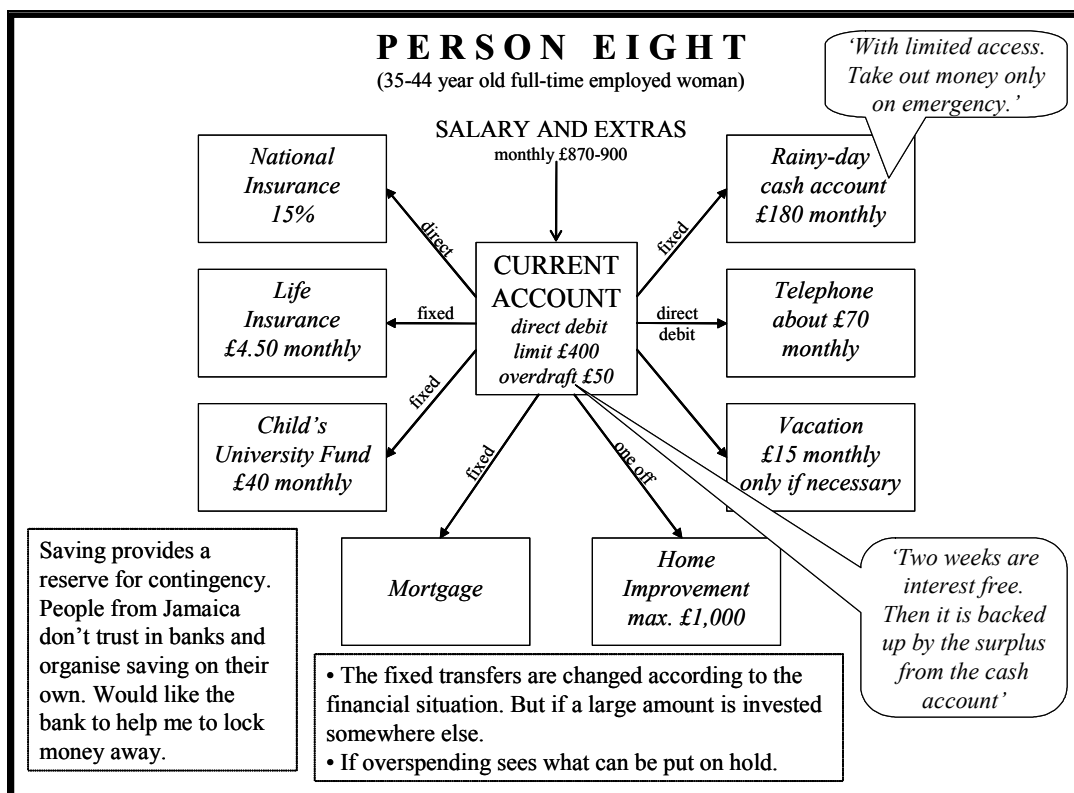 PERSON EIGHT
(35-44 year old full-time employed woman)
‘With limited access.
Take out money only
on emergency.’
SALARY AND EXTRAS
monthly £870-900
National
Insurance
15%
Rainy-day
cash account
£180 monthly
direct
fixed
CURRENT
ACCOUNT
direct debit
limit £400
overdraft £50
Life
Insurance
£4.50 monthly
fixed
direct
debit
Telephone
about £70
monthly
Child’s
University Fund
£40 monthly
fixed
Vacation
£15 monthly
only if necessary
fixed
one off
Mortgage
Home
Improvement
max. £1,000
Saving provides a
reserve for contingency.
People from Jamaica
don’t trust in banks and
organise saving on their
own. Would like the
bank to help me to lock
money away.
‘Two weeks are
interest free.
Then it is backed
up by the surplus
from the cash
account’
• The fixed transfers are changed according to the
financial situation. But if a large amount is invested
somewhere else.
• If overspending sees what can be put on hold.